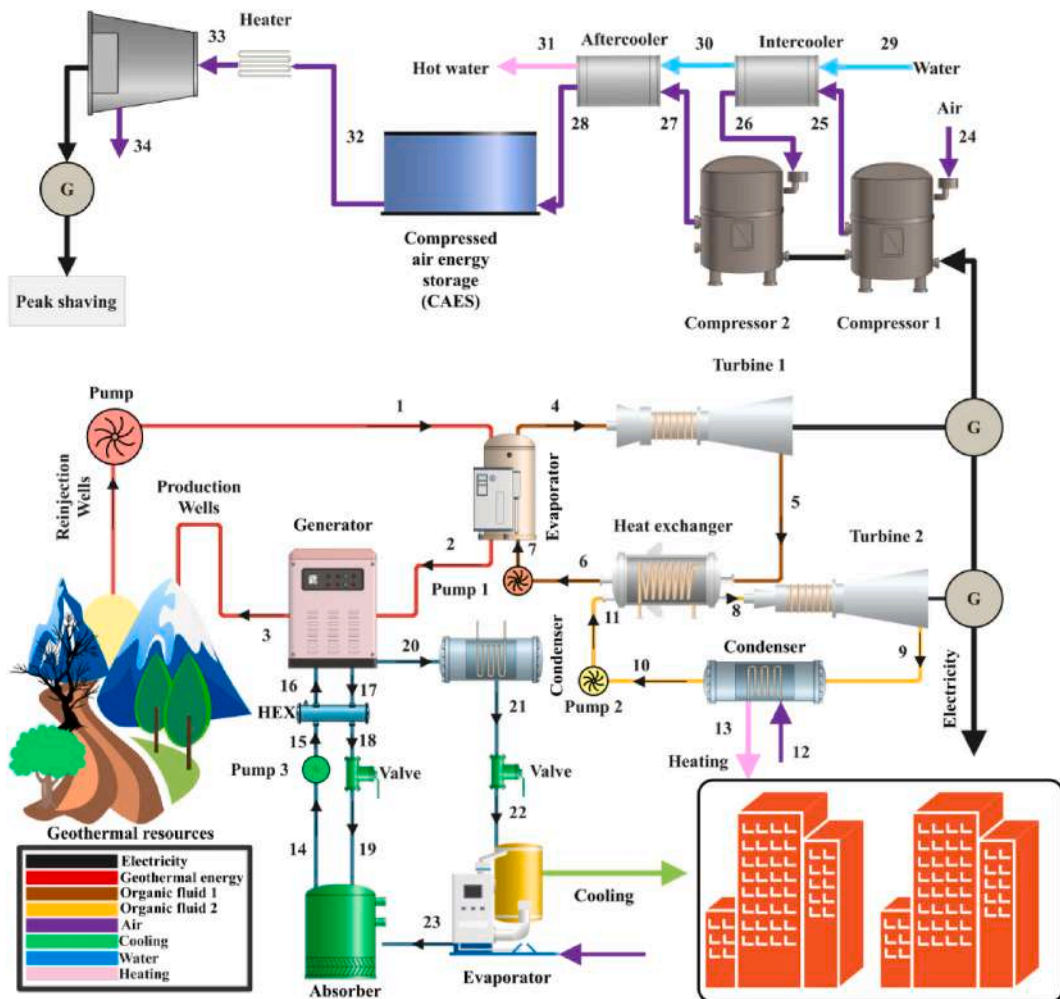 Heater
33
34
G
Peak shaving
32
Compressed
air energy
storage
(CAES)
31
Hot water
Aftercooler
30
Intercooler
29
Water
28
27
26
25
Air
24
Compressor 2
Compressor 1
Turbine 1
Pump
1
4
G
Reinjection
Wells
Production
Wells
Generator
Evaporator
2
7
Pump 1
5
6
Heat exchanger
Turbine 2
8
G
11
3
20
Condenser
10
Condenser
9
Pump 2
Electricity
16
17
HEX
15
18
21
13
12
Heating
Pump 3
Valve
Valve
22
14
19
Geothermal resources
Electricity
Geothermal energy
Organic fluid 1
Organic fluid 2
Air
Cooling
Water
Heating
Cooling
23
Absorber
Evaporator